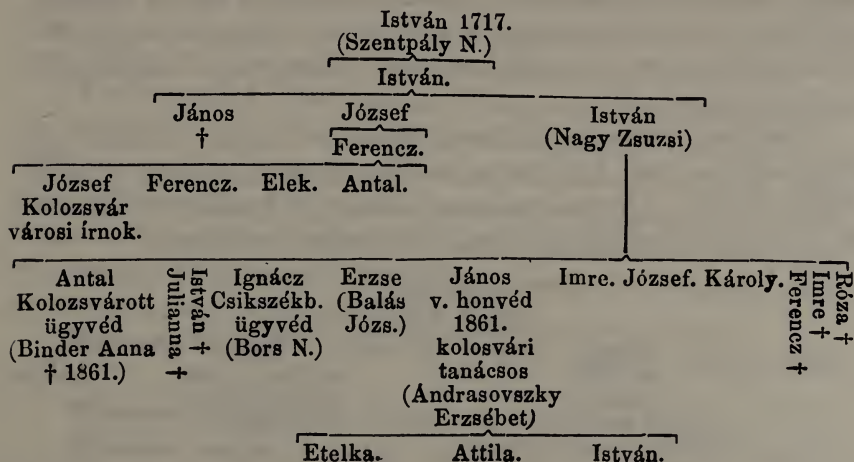 István 1717.
(Szentpály N.)
István.
János József István
† (Nagy Zsuzsi)
Ferencz.
József Ferencz. Elek. Antal.
Kolozsvár
városi írnok.
Antal
Kolozsvárott
ügyvéd
(Binder Anna
† 1861.)
István †
Julianna †
Ignácz
Csikszékb.
ügyvéd
(Bors N.)
Erzse
(Balás
Józs.)
János
v. honvéd
1861.
kolosvári
tanácsos
(Ándrasovszky
Erzsébet)
Imre. József. Károly.
Róza †
Imre †
Ferencz †
Etelka. Attila. István.